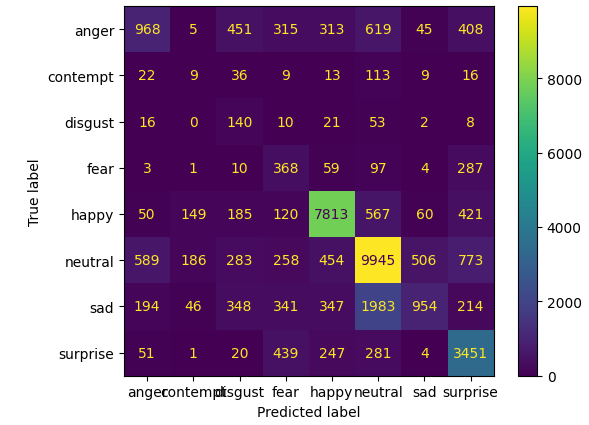 anger 968 5 451 315 313 619 45 408
contempt 22 9 36 9 13 113 9 16
disgust 16 0 140 10 21 53 2 8
fear 3 1 10 368 59 97 4 287
happy 50 149 185 120 7813 567 60 421
neutral 589 186 283 258 454 9945 506 773
sad 194 46 348 341 347 1983 954 214
surprise 51 1 20 439 247 281 4 3451
anger contempt disgust fear happy neutral sad surprise
Predicted label
True label
8000
6000
4000
2000
0